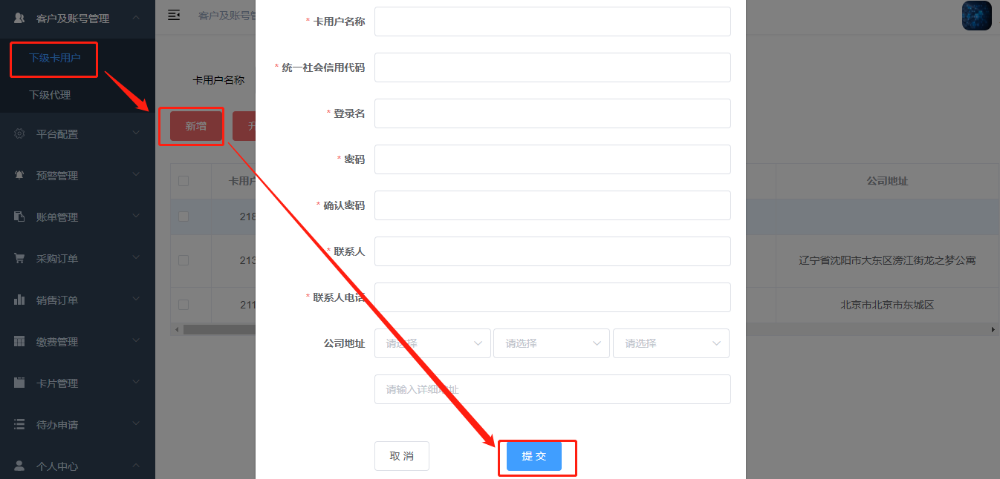 客户及账号管理
下级卡用户
下级代理
平台配置
预警管理
账单管理
采购订单
销售订单
缴费管理
卡片管理
待办申请
个人中心
客户及账号管
卡用户名称
新增
升
卡用户
公司地址
218
213
辽宁省沈阳市大东区滂江街龙之梦公寓
211
北京市北京市东城区
* 卡用户名称
* 统一社会信用代码
* 登录名
* 密码
* 确认密码
* 联系人
* 联系人电话
公司地址
请选择
请选择
请选择
请输入详细地址
取 消
提 交